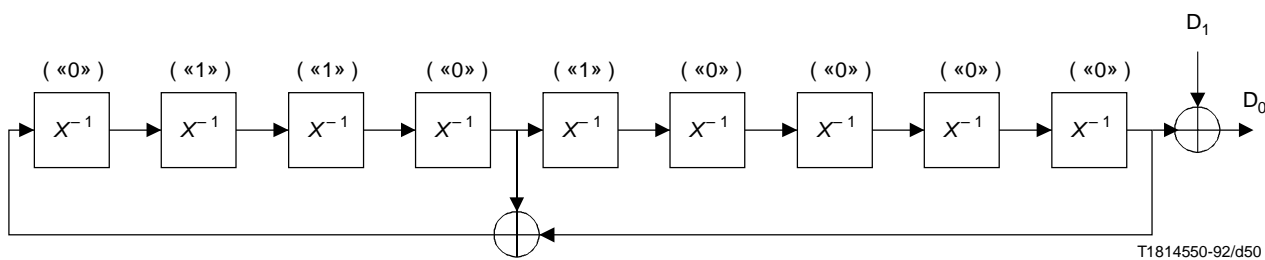 D₁
( «0» ) ( «1» ) ( «1» ) ( «0» ) ( «1» ) ( «0» ) ( «0» ) ( «0» ) ( «0» )
D₀
X⁻¹ X⁻¹ X⁻¹ X⁻¹ X⁻¹ X⁻¹ X⁻¹ X⁻¹ X⁻¹
T1814550-92/d50